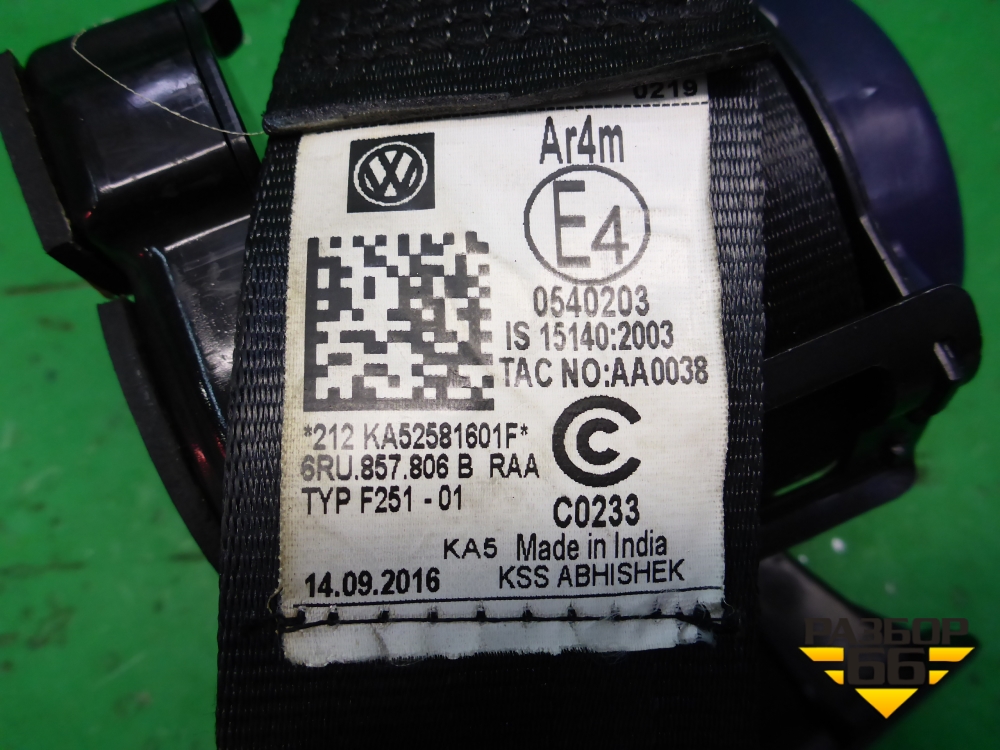 0219
Ar4m
E4
0540203
IS 15140:2003
TAC NO:AA0038
*212 KA52581601F*
6RU.857.806 B RAA
TYP F251 - 01
C0233
KA5 Made in India
14.09.2016 KSS ABHISHEK
РАЗБОР
66